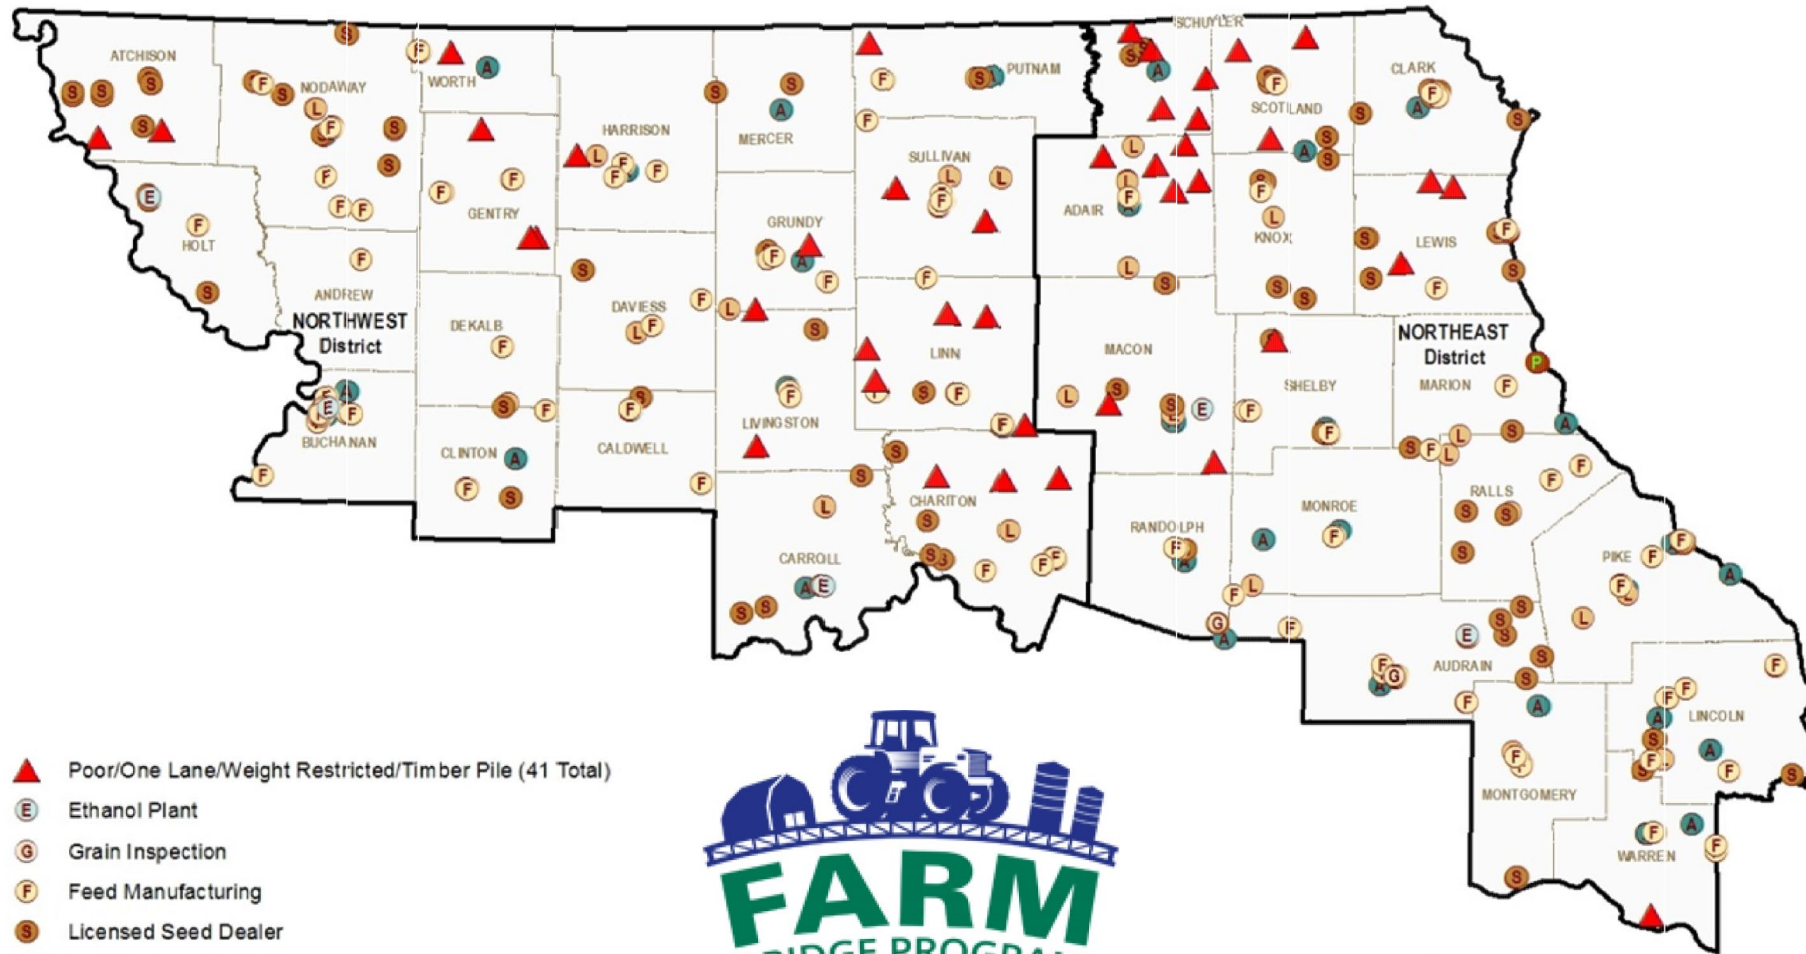 SCHUYLER
ATCHISON
NODAWAY
WORTH
HARRISON
MERCER
PUTNAM
SCOTLAND
CLARK
SULLIVAN
ADAIR
KNOX
LEWIS
HOLT
GENTRY
GRUNDY
ANDREW
NORTHWEST
District
DEKALB
DAVIESS
LINN
MACON
SHELBY
NORTHEAST
District
MARION
BUCHANAN
CLINTON
CALDWELL
LIVINGSTON
CHARITON
CARROLL
RANDOLPH
MONROE
RALLS
PIKE
AUDRAIN
LINCOLN
MONTGOMERY
WARREN
Poor/One Lane/Weight Restricted/Timber Pile (41 Total)
E Ethanol Plant
G Grain Inspection
F Feed Manufacturing
S Licensed Seed Dealer
FARM